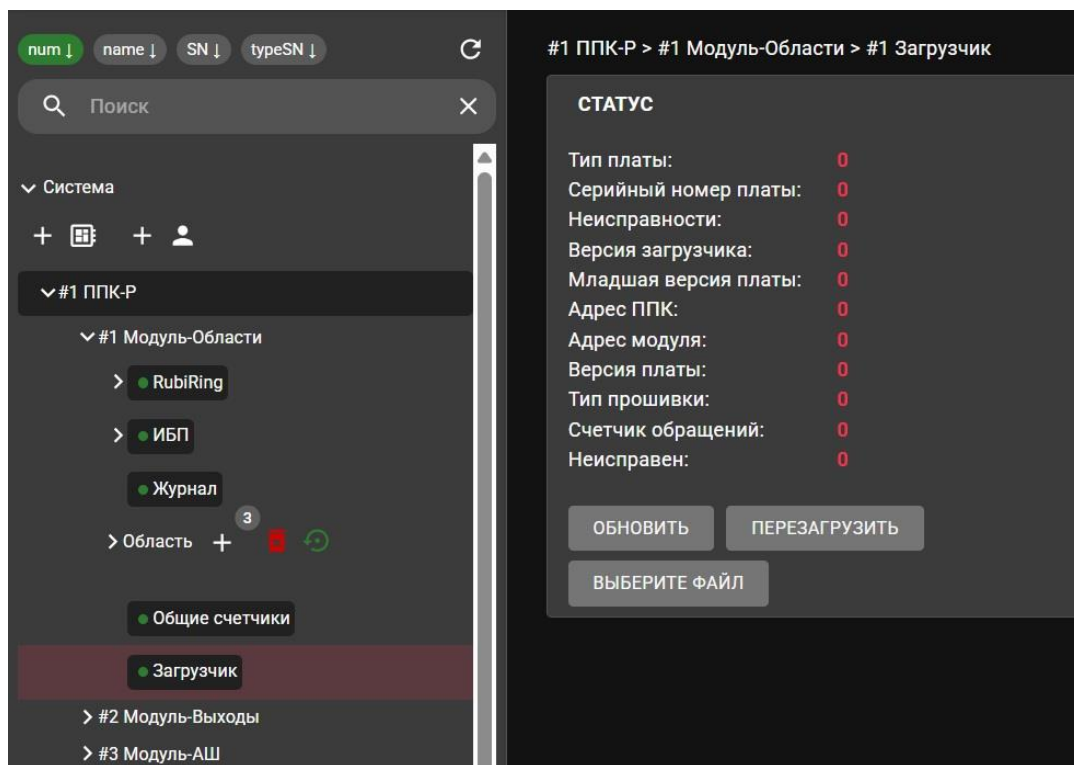 num ↓ name ↓ SN ↓ typeSN ↓
Поиск
Система
#1 ППК-Р
#1 Модуль-Области
RubiRing
ИБП
Журнал
3
Область
Общие счетчики
Загрузчик
#2 Модуль-Выходы
#3 Модуль-АШ
#1 ППК-Р > #1 Модуль-Области > #1 Загрузчик
СТАТУС
Тип платы: 0
Серийный номер платы: 0
Неисправности: 0
Версия загрузчика: 0
Младшая версия платы: 0
Адрес ППК: 0
Адрес модуля: 0
Версия платы: 0
Тип прошивки: 0
Счетчик обращений: 0
Неисправен: 0
ОБНОВИТЬ ПЕРЕЗАГРУЗИТЬ
ВЫБЕРИТЕ ФАЙЛ